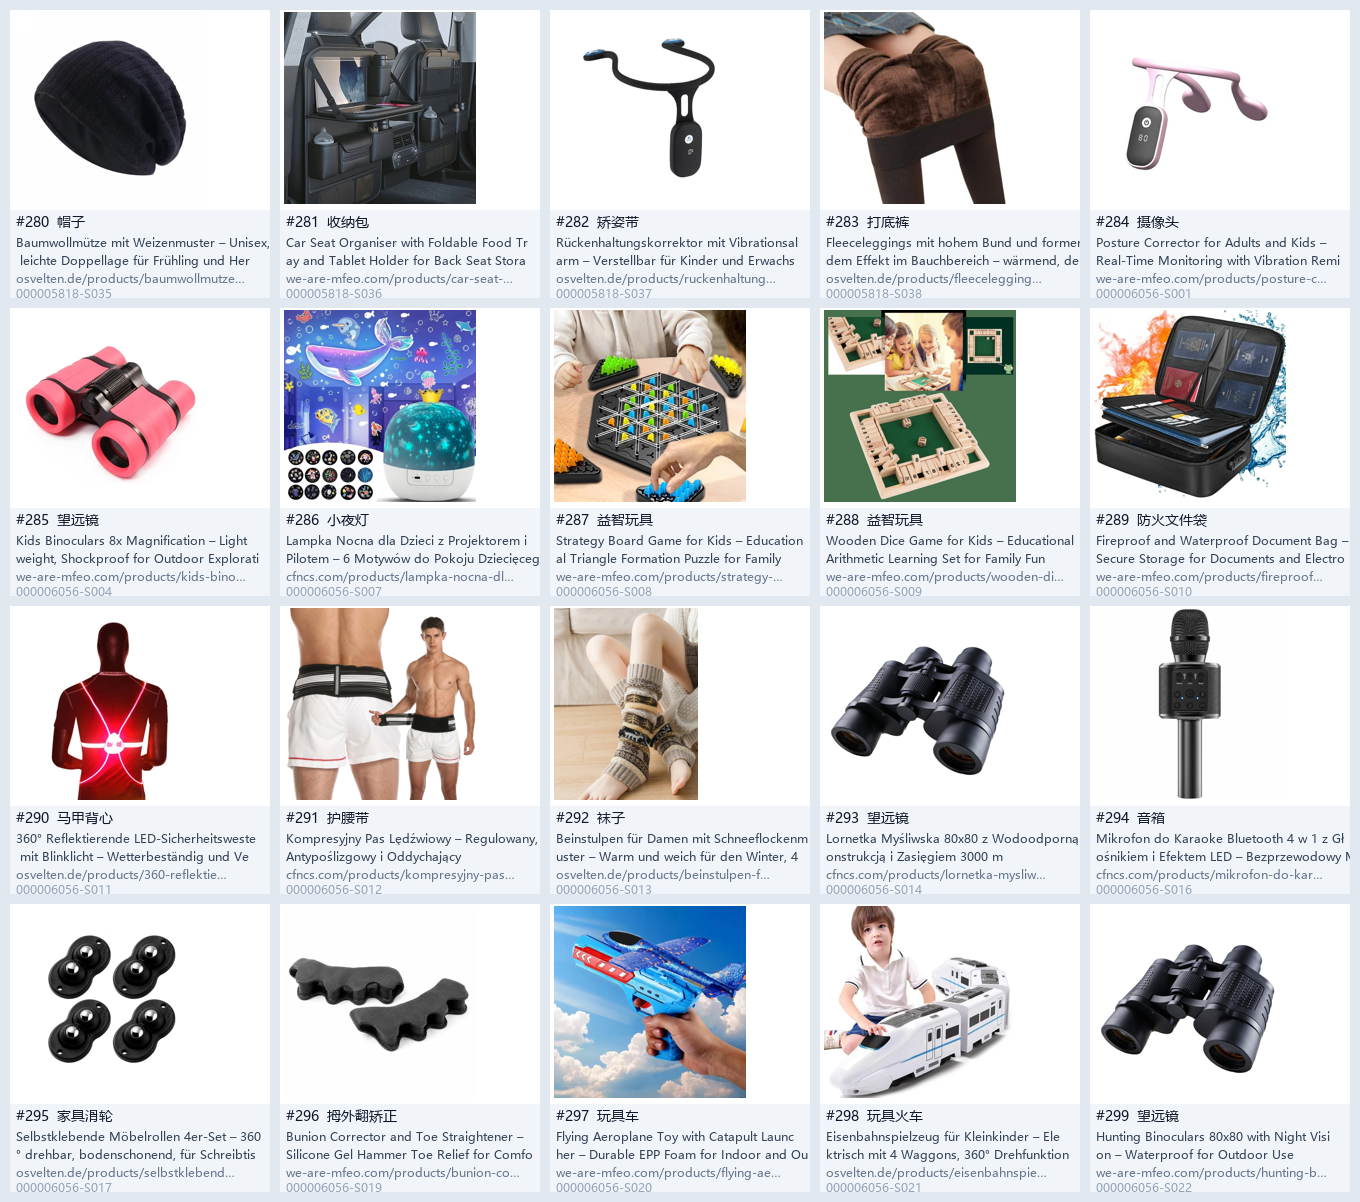 #280 帽子
Baumwollmütze mit Weizenmuster – Unisex,
leichte Doppellage für Frühling und Her
osvelten.de/products/baumwollmutze...
000005818-S035
#281 收纳包
Car Seat Organiser with Foldable Food Tr
ay and Tablet Holder for Back Seat Stora
we-are-mfeo.com/products/car-seat-...
000005818-S036
#282 矫姿带
Rückenhaltungskorrektor mit Vibrationsal
arm – Verstellbar für Kinder und Erwachs
osvelten.de/products/ruckenhaltung...
000005818-S037
#283 打底裤
Fleeceleggings mit hohem Bund und former
dem Effekt im Bauchbereich – wärmend, de
osvelten.de/products/fleecelegging...
000005818-S038
#284 摄像头
Posture Corrector for Adults and Kids –
Real-Time Monitoring with Vibration Remi
we-are-mfeo.com/products/posture-c...
000006056-S001
#285 望远镜
Kids Binoculars 8x Magnification – Light
weight, Shockproof for Outdoor Explorati
we-are-mfeo.com/products/kids-bino...
000006056-S004
#286 小夜灯
Lampka Nocna dla Dzieci z Projektorem i
Pilotem – 6 Motywów do Pokoju Dziecięceg
cfncs.com/products/lampka-nocna-dl...
000006056-S007
#287 益智玩具
Strategy Board Game for Kids – Education
al Triangle Formation Puzzle for Family
we-are-mfeo.com/products/strategy-...
000006056-S008
#288 益智玩具
Wooden Dice Game for Kids – Educational
Arithmetic Learning Set for Family Fun
we-are-mfeo.com/products/wooden-di...
000006056-S009
#289 防火文件袋
Fireproof and Waterproof Document Bag –
Secure Storage for Documents and Electro
we-are-mfeo.com/products/fireproof...
000006056-S010
#290 马甲背心
360° Reflektierende LED-Sicherheitsweste
mit Blinklicht – Wetterbeständig und Ve
osvelten.de/products/360-reflektie...
000006056-S011
#291 护腰带
Kompresyjny Pas Lędźwiowy – Regulowany,
Antypoślizgowy i Oddychający
cfncs.com/products/kompresyjny-pas...
000006056-S012
#292 袜子
Beinstulpen für Damen mit Schneeflockenm
uster – Warm und weich für den Winter, 4
osvelten.de/products/beinstulpen-f...
000006056-S013
#293 望远镜
Lornetka Myśliwska 80x80 z Wodoodporną
onstrukcją i Zasięgiem 3000 m
cfncs.com/products/lornetka-mysliw...
000006056-S014
#294 音箱
Mikrofon do Karaoke Bluetooth 4 w 1 z Gł
ośnikiem i Efektem LED – Bezprzewodowy M
cfncs.com/products/mikrofon-do-kar...
000006056-S016
#295 家具滑轮
Selbstklebende Möbelrollen 4er-Set – 360
° drehbar, bodenschonend, für Schreibtis
osvelten.de/products/selbstklebend...
000006056-S017
#296 拇外翻矫正
Bunion Corrector and Toe Straightener –
Silicone Gel Hammer Toe Relief for Comfo
we-are-mfeo.com/products/bunion-co...
000006056-S019
#297 玩具车
Flying Aeroplane Toy with Catapult Launc
her – Durable EPP Foam for Indoor and Ou
we-are-mfeo.com/products/flying-ae...
000006056-S020
#298 玩具火车
Eisenbahnspielzeug für Kleinkinder – Ele
ktrisch mit 4 Waggons, 360° Drehfunktion
osvelten.de/products/eisenbahnspie...
000006056-S021
#299 望远镜
Hunting Binoculars 80x80 with Night Visi
on – Waterproof for Outdoor Use
we-are-mfeo.com/products/hunting-b...
000006056-S022